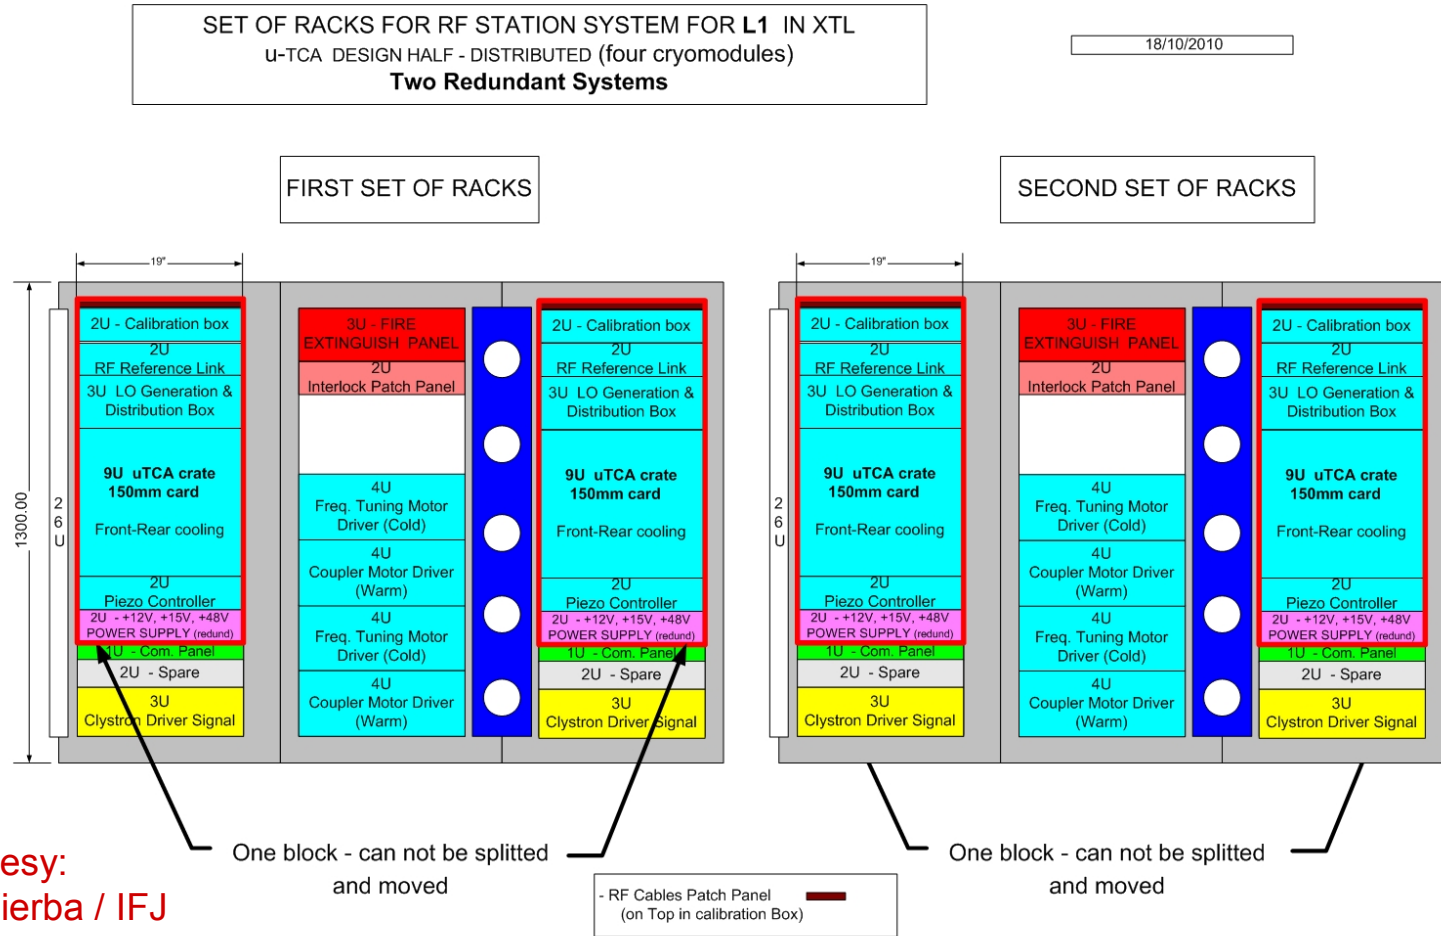 SET OF RACKS FOR RF STATION SYSTEM FOR L1 IN XTL
u-TCA DESIGN HALF - DISTRIBUTED (four cryomodules)
Two Redundant Systems
18/10/2010
FIRST SET OF RACKS
SECOND SET OF RACKS
19"
1300.00
2
6
U
2U - Calibration box
2U
RF Reference Link
3U LO Generation &
Distribution Box
9U uTCA crate
150mm card
Front-Rear cooling
2U
Piezo Controller
2U - +12V, +15V, +48V
POWER SUPPLY (redund)
1U - Com. Panel
2U - Spare
3U
Clystron Driver Signal
3U - FIRE
EXTINGUISH PANEL
2U
Interlock Patch Panel
4U
Freq. Tuning Motor
Driver (Cold)
4U
Coupler Motor Driver
(Warm)
4U
Freq. Tuning Motor
Driver (Cold)
4U
Coupler Motor Driver
(Warm)
2U - Calibration box
2U
RF Reference Link
3U LO Generation &
Distribution Box
9U uTCA crate
150mm card
Front-Rear cooling
2U
Piezo Controller
2U - +12V, +15V, +48V
POWER SUPPLY (redund)
1U - Com. Panel
2U - Spare
3U
Clystron Driver Signal
19"
2
6
U
2U - Calibration box
2U
RF Reference Link
3U LO Generation &
Distribution Box
9U uTCA crate
150mm card
Front-Rear cooling
2U
Piezo Controller
2U - +12V, +15V, +48V
POWER SUPPLY (redund)
1U - Com. Panel
2U - Spare
3U
Clystron Driver Signal
3U - FIRE
EXTINGUISH PANEL
2U
Interlock Patch Panel
4U
Freq. Tuning Motor
Driver (Cold)
4U
Coupler Motor Driver
(Warm)
4U
Freq. Tuning Motor
Driver (Cold)
4U
Coupler Motor Driver
(Warm)
2U - Calibration box
2U
RF Reference Link
3U LO Generation &
Distribution Box
9U uTCA crate
150mm card
Front-Rear cooling
2U
Piezo Controller
2U - +12V, +15V, +48V
POWER SUPPLY (redund)
1U - Com. Panel
2U - Spare
3U
Clystron Driver Signal
One block - can not be splitted
and moved
One block - can not be splitted
and moved
esy:
ierba / IFJ
- RF Cables Patch Panel
(on Top in calibration Box)